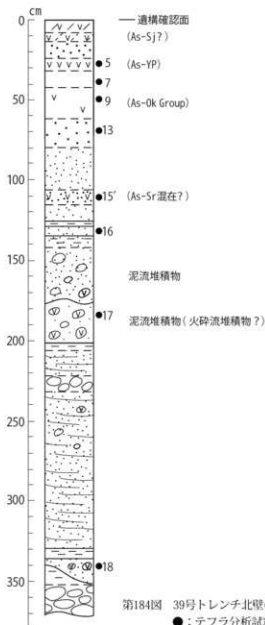 cm
0
遺構確認面
(As-Sj?)
5 (As-YP)
7
50
9 (As-Ok Group)
13
100
15′ (As-Sr混在?)
16
150
泥流堆積物
17 泥流堆積物(火砕流堆積物?)
200
250
300
18
350
第184図 39号トレンチ北壁
●:テフラ分析試